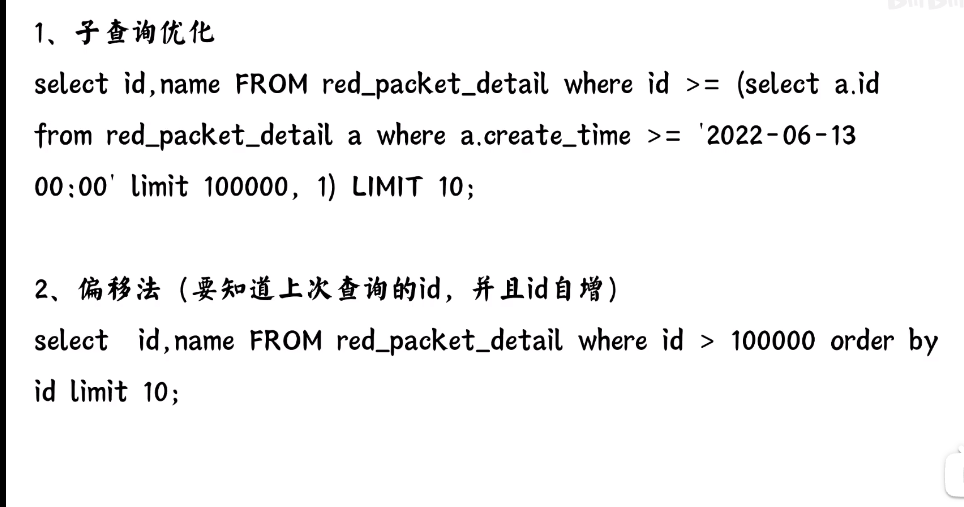 1、子查询优化
select id,name FROM red_packet_detail where id >= (select a.id
from red_packet_detail a where a.create_time >= '2022-06-13
00:00' limit 100000, 1) LIMIT 10;
2、偏移法（要知道上次查询的id，并且id自增）
select id,name FROM red_packet_detail where id > 100000 order by
id limit 10;